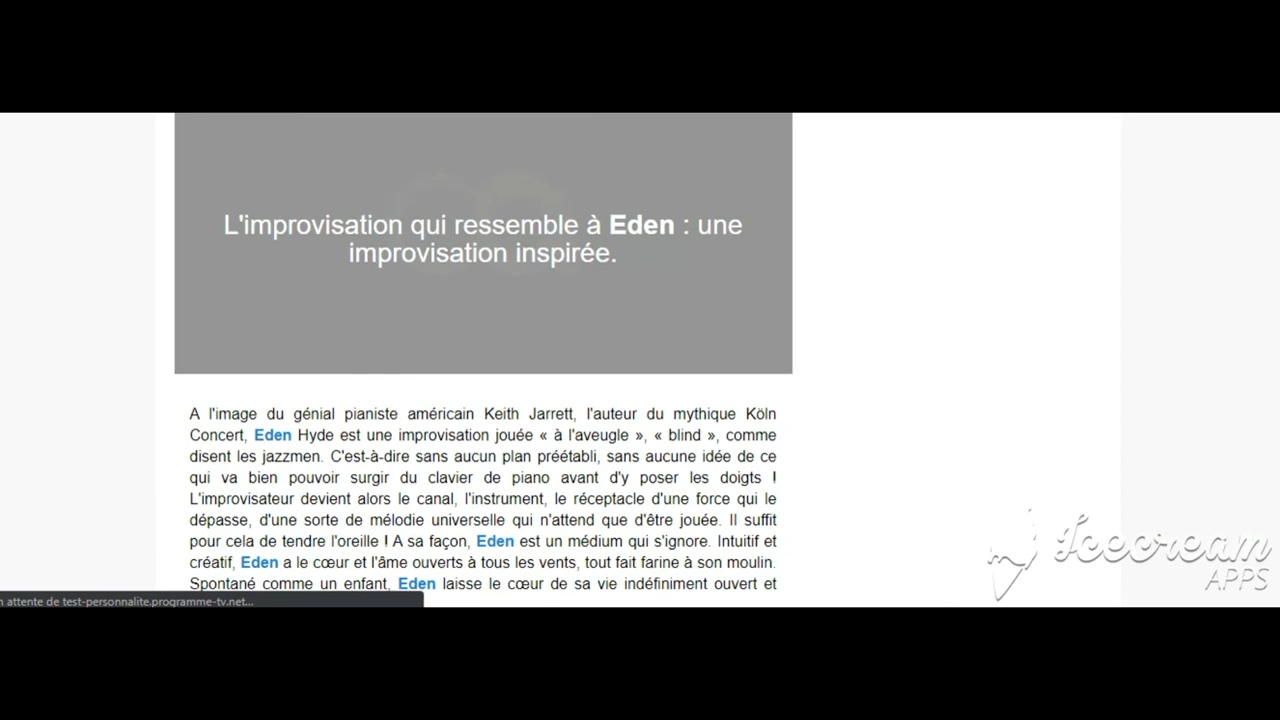 L'improvisation qui ressemble à Eden : une
improvisation inspirée.
A l'image du génial pianiste américain Keith Jarrett, l'auteur du mythique Köln
Concert, Eden Hyde est une improvisation jouée « à l'aveugle », « blind », comme
disent les jazzmen. C'est-à-dire sans aucun plan préétabli, sans aucune idée de ce
qui va bien pouvoir surgir du clavier de piano avant d'y poser les doigts !
L'improvisateur devient alors le canal, l'instrument, le réceptacle d'une force qui le
dépasse, d'une sorte de mélodie universelle qui n'attend que d'être jouée. Il suffit
pour cela de tendre l'oreille ! A sa façon, Eden est un médium qui s'ignore. Intuitif et
créatif, Eden a le cœur et l'âme ouverts à tous les vents, tout fait farine à son moulin.
Spontané comme un enfant, Eden laisse le cœur de sa vie indéfiniment ouvert et
n attente de test-personnalite.programme-tv.net...
Icecream
APPS